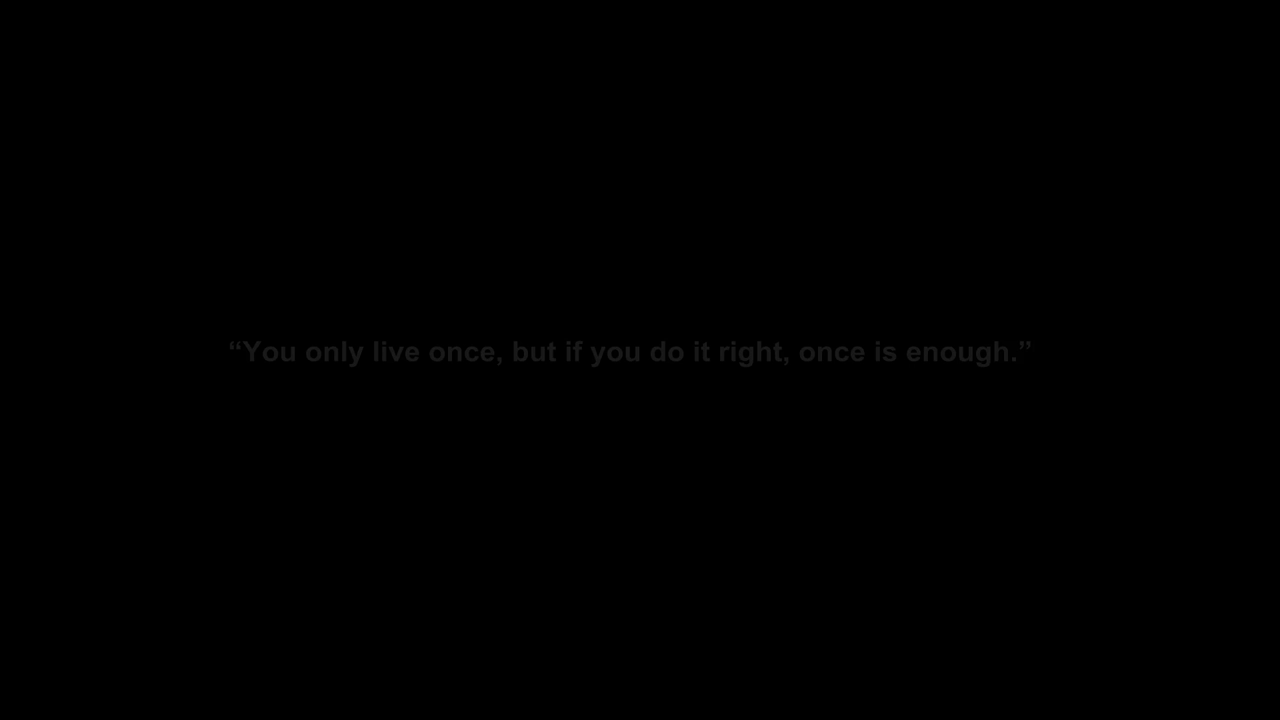 “You only live once, but if you do it right, once is enough.”